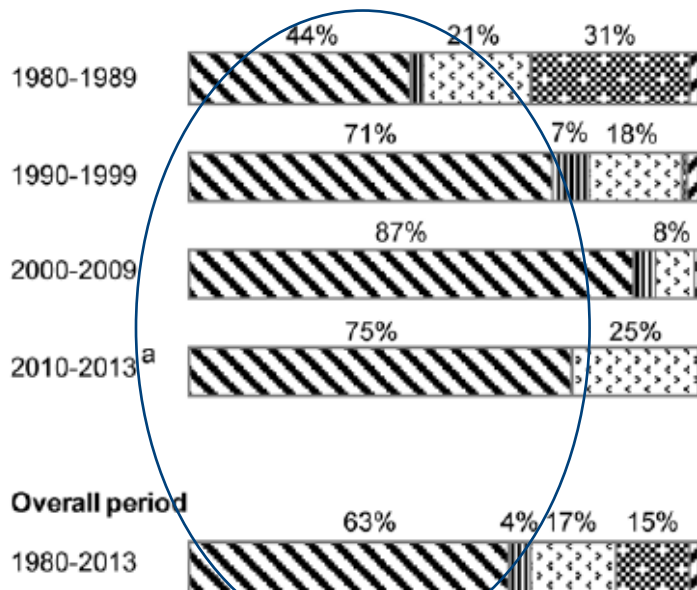 44% 21% 31%
1980-1989
71% 7% 18%
1990-1999
87% 8%
2000-2009
75% 25%
2010-2013 a
Overall period
63% 4% 17% 15%
1980-2013